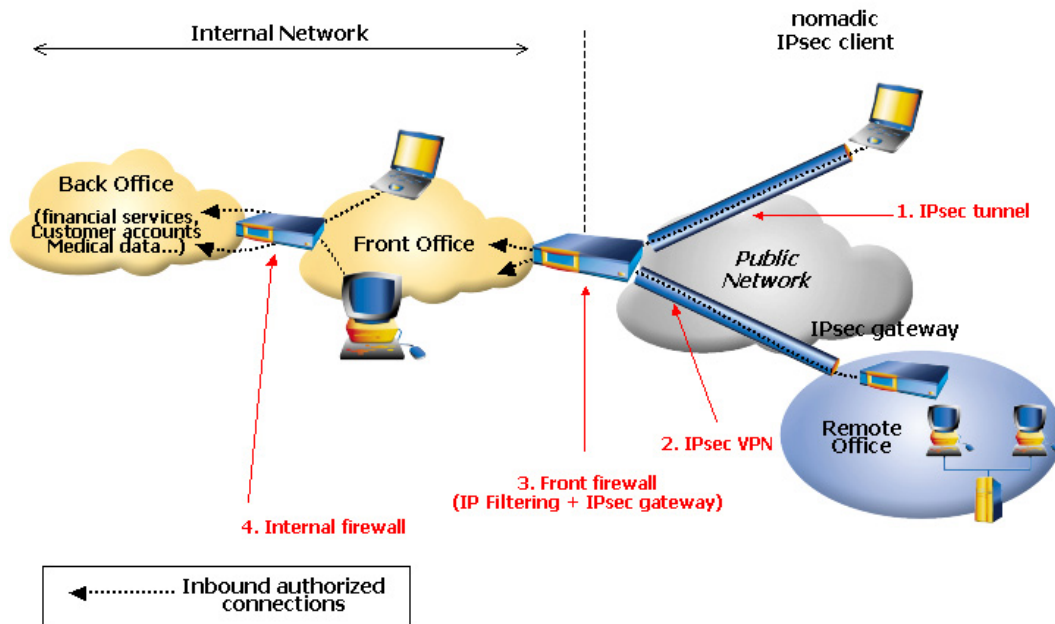 Internal Network
nomadic
IPsec client
Back Office
(financial services,
Customer accounts
Medical data...)
Front Office
1. IPsec tunnel
Public
Network
IPsec gateway
2. IPsec VPN
Remote
Office
3. Front firewall
(IP Filtering + IPsec gateway)
4. Internal firewall
Inbound authorized
connections